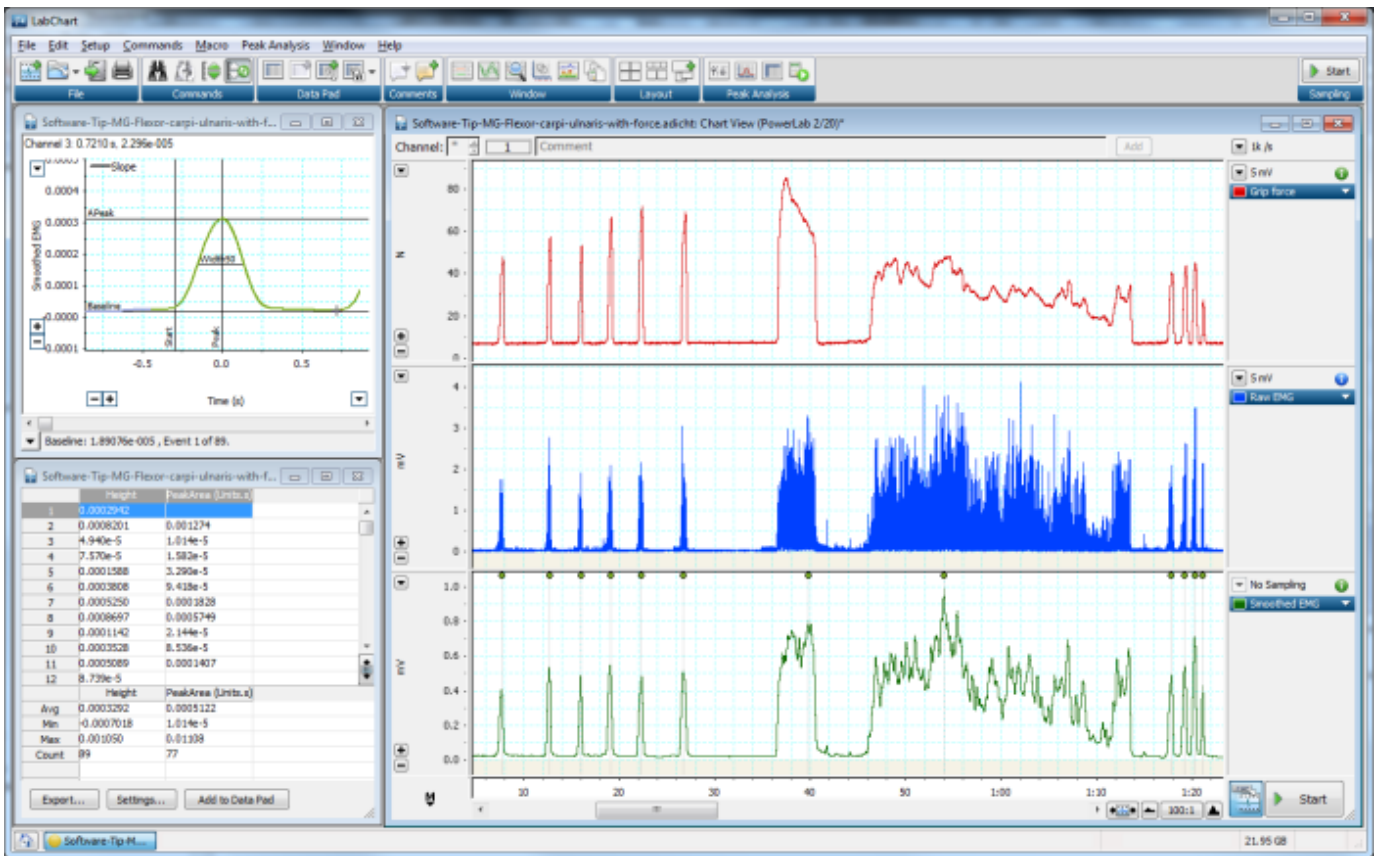 LabChart
File Edit Setup Commands Macro Peak Analysis Window Help
File Commands Data Pad Comments Window Layout Peak Analysis Sampling
Start
Software-Tip-MG-Flexor-carpi-ulnaris-with-f...
Channel 3: 0.7210 s, 2.296e-005
Slope
0.0004
APeak
0.0003
0.0002
Width50
0.0001
Baseline
0.0000
0.0001
Smoothed EMG
Start
Peak
-0.5 0.0 0.5
Time (s)
Baseline: 1.89076e-005 , Event 1 of 89.
Software-Tip-MG-Flexor-carpi-ulnaris-with-f...
Height PeakArea (Units.s)
1 0.0002942
2 0.0008201 0.001274
3 4.940e-5 1.014e-5
4 7.570e-5 1.582e-5
5 0.0001588 3.290e-5
6 0.0003808 9.418e-5
7 0.0005250 0.0001828
8 0.0008697 0.0005749
9 0.0001142 2.144e-5
10 0.0003528 8.536e-5
11 0.0005089 0.0001407
12 8.739e-5
Height PeakArea (Units.s)
Avg 0.0003292 0.0005122
Min -0.0007018 1.014e-5
Max 0.001050 0.01108
Count 89 77
Export... Settings... Add to Data Pad
Software-Tip-MG-Flexor-carpi-ulnaris-with-force.adicht: Chart View (PowerLab 2/20)*
Channel: * 1 Comment Add 1k /s
80
60
N
40
20
0
5 mV
Grip force
4
3
mV
2
1
0
5 mV
Raw EMG
1.0
0.8
0.6
mV
0.4
0.2
0.0
No Sampling
Smoothed EMG
M
10 20 30 40 50 1:00 1:10 1:20
100:1
Start
Software-Tip-M...
21.95 GB